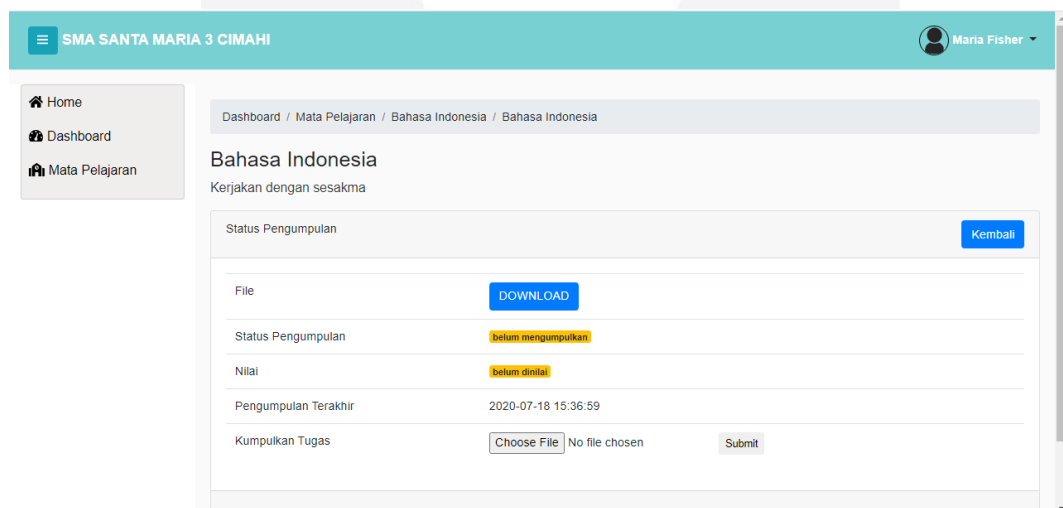 SMA SANTA MARIA 3 CIMAHI
Maria Fisher
Home
Dashboard
Mata Pelajaran
Dashboard / Mata Pelajaran / Bahasa Indonesia / Bahasa Indonesia
Bahasa Indonesia
Kerjakan dengan sesakma
Status Pengumpulan
Kembali
File
DOWNLOAD
Status Pengumpulan
belum mengumpulkan
Nilai
belum dinilai
Pengumpulan Terakhir
2020-07-18 15:36:59
Kumpulkan Tugas
Choose File No file chosen
Submit